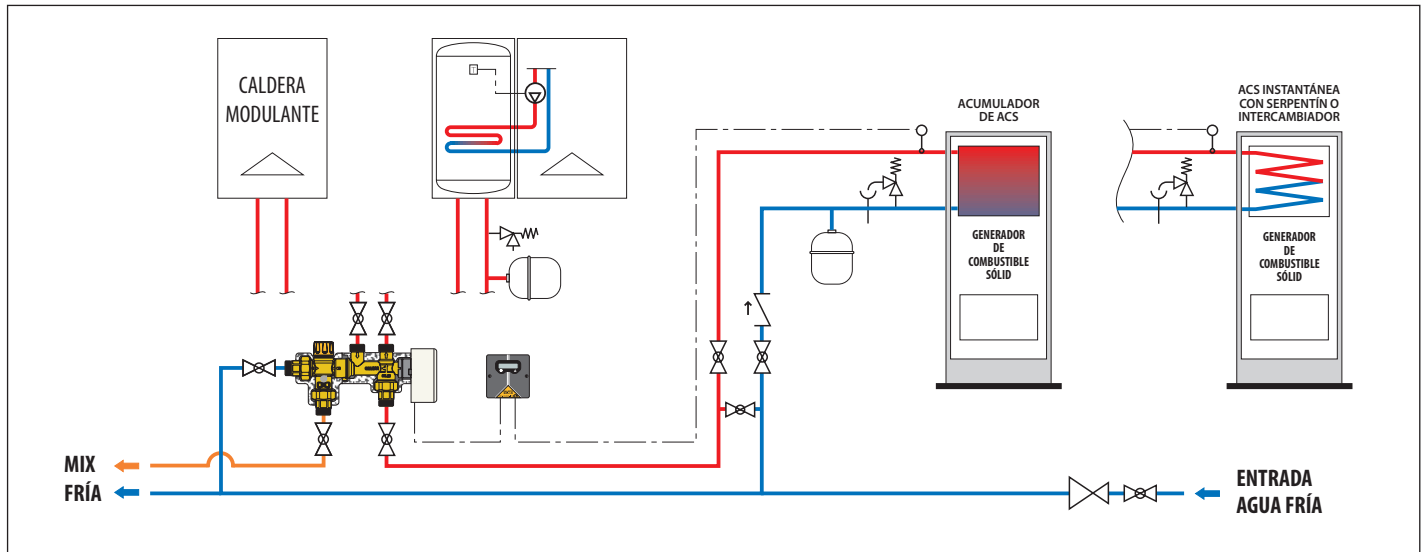 CALDERA
MODULANTE
T
ACUMULADOR
DE ACS
ACS INSTANTÁNEA
CON SERPENTÍN O
INTERCAMBIADOR
GENERADOR
DE
COMBUSTIBLE
SÓLID
GENERADOR
DE
COMBUSTIBLE
SÓLID
MIX
FRÍA
ENTRADA
AGUA FRÍA